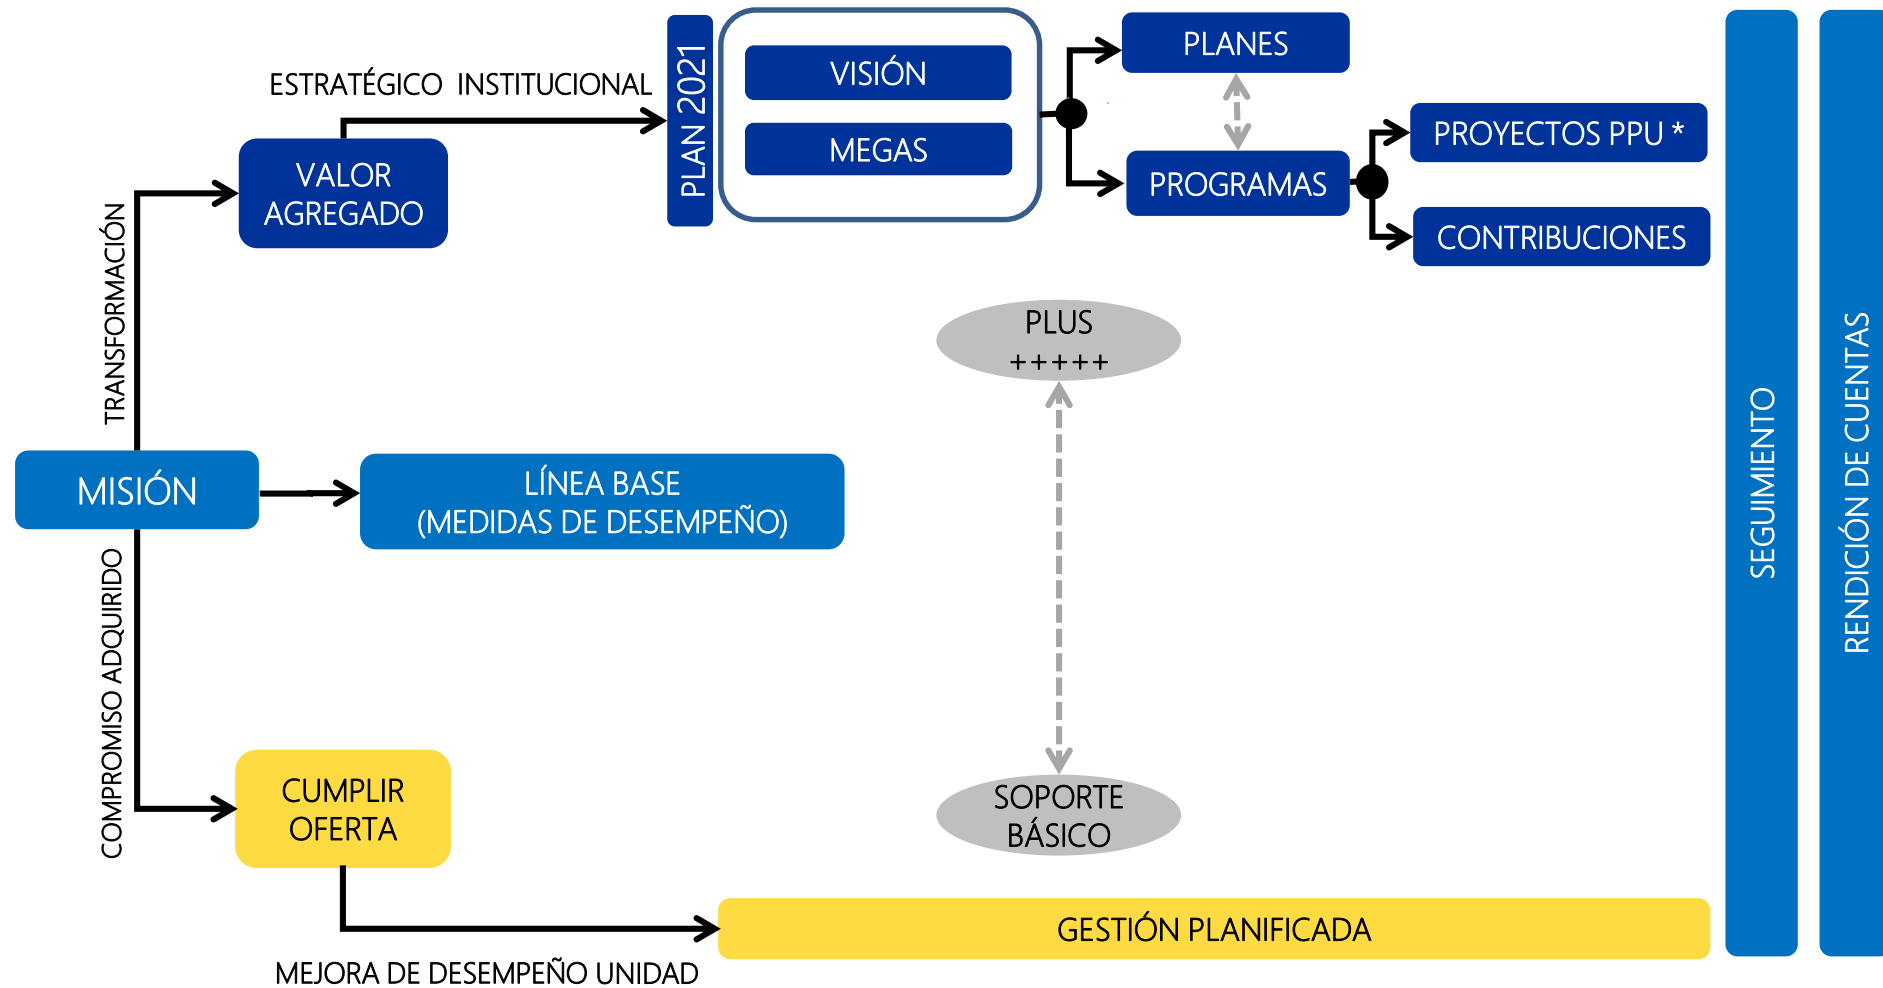 ESTRATÉGICO  INSTITUCIONAL
VALOR
AGREGADO
PLAN 2021
VISIÓN
MEGAS
PLANES
PROGRAMAS
PROYECTOS PPU *
CONTRIBUCIONES
TRANSFORMACIÓN
PLUS
+++++
MISIÓN
LÍNEA BASE
(MEDIDAS DE DESEMPEÑO)
COMPROMISO ADQUIRIDO
CUMPLIR
OFERTA
SOPORTE
BÁSICO
GESTIÓN PLANIFICADA
MEJORA DE DESEMPEÑO UNIDAD
SEGUIMIENTO
RENDICIÓN DE CUENTAS